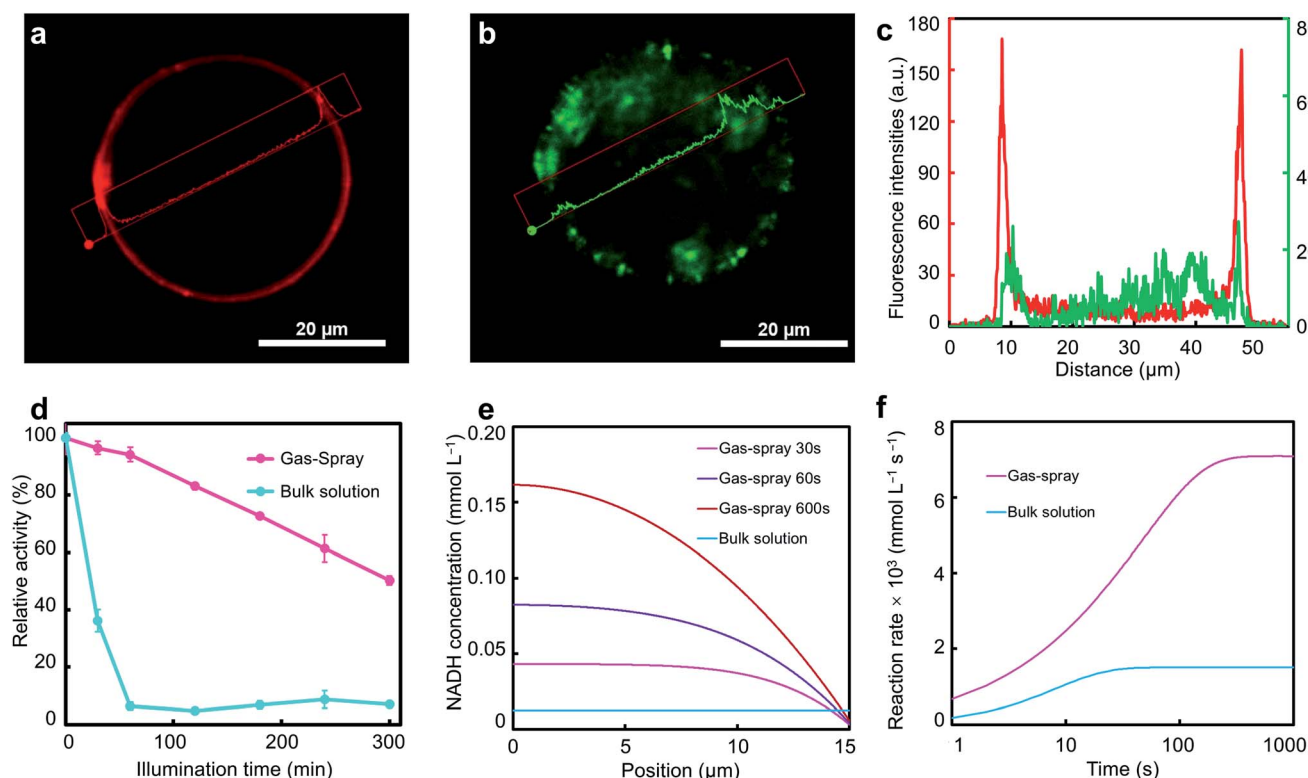 a
20 μm
b
20 μm
c
180
150
120
90
60
30
0
8
6
4
2
0
Fluorescence intensities (a.u.)
0 10 20 30 40 50
Distance (μm)
d
100
80
60
40
20
0
Relative activity (%)
Gas-Spray
Bulk solution
0 100 200 300
Illumination time (min)
e
0.20
0.15
0.10
0.05
0
NADH concentration (mmol L⁻¹)
Gas-spray 30s
Gas-spray 60s
Gas-spray 600s
Bulk solution
0 5 10 15
Position (μm)
f
8
6
4
2
0
Reaction rate × 10³ (mmol L⁻¹ s⁻¹)
Gas-spray
Bulk solution
1 10 100 1000
Time (s)